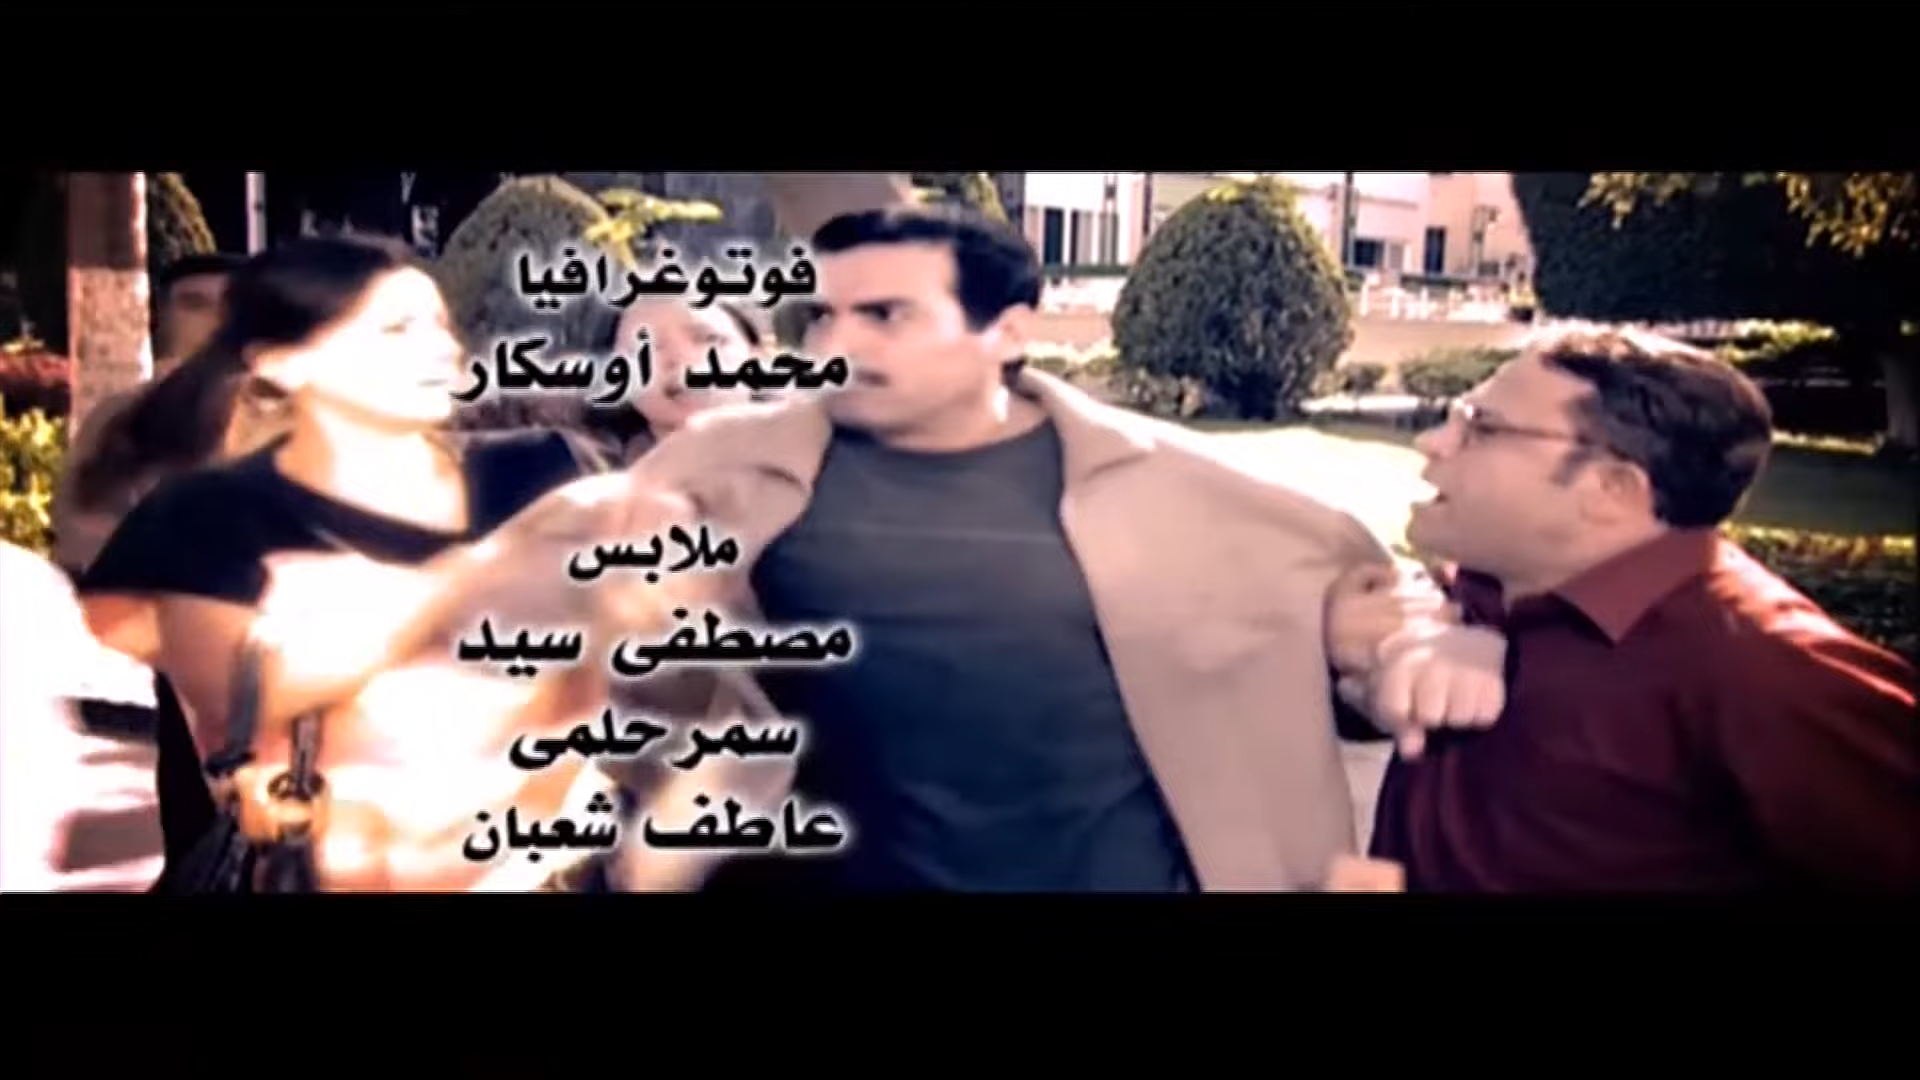 فوتوغرافيا
محمد أوسكار
ملابس
مصطفى سيد
سمر حلمى
عاطف شعبان